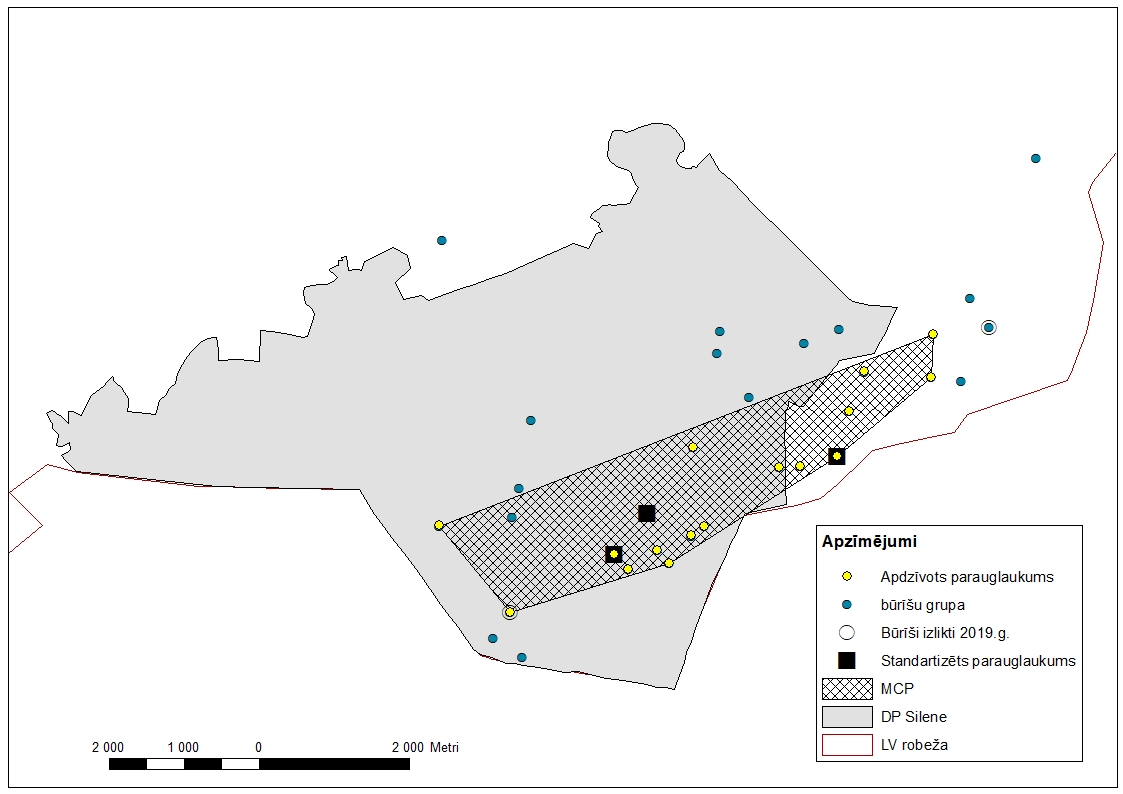 Apzīmējumi
Apdzīvots parauglaukums
būrīšu grupa
Būrīši izlikti 2019.g.
Standartizēts parauglaukums
MCP
DP Silene
LV robeža
2 000 1 000 0 2 000 Metri